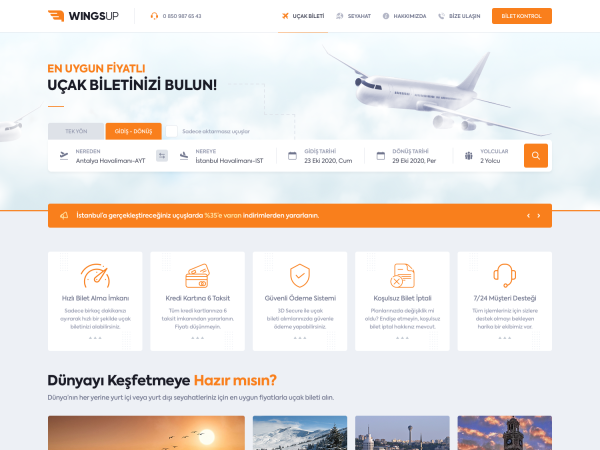 WINGSUP
0 850 987 65 43
UÇAK BİLETİ
SEYAHAT
HAKKIMIZDA
BİZE ULAŞIN
BİLET KONTROL
EN UYGUN FİYATLI
UÇAK BİLETİNİZİ BULUN!
TEK YÖN
GİDİŞ - DÖNÜŞ
Sadece aktarmasız uçuşlar
NEREDEN
Antalya Havalimanı-AYT
NEREYE
İstanbul Havalimanı-IST
GİDİŞ TARİHİ
23 Eki 2020, Cum
DÖNÜŞ TARİHİ
29 Eki 2020, Per
YOLCULAR
2 Yolcu
İstanbul'a gerçekleştireceğiniz uçuşlarda %35'e varan indirimlerden yararlanın.
Hızlı Bilet Alma İmkanı
Sadece birkaç dakikanızı
ayırarak hızlı bir şekilde uçak
biletinizi alabilirsiniz.
Kredi Kartına 6 Taksit
Tüm kredi kartlarınıza 6
taksit imkanından yararlanın.
Fiyatı düşünmeyin.
Güvenli Ödeme Sistemi
3D Secure ile uçak
bileti alımlarınızda güvenle
ödeme yapabilirsiniz.
Koşulsuz Bilet İptali
Planlarınızda değişiklik mi
oldu? Endişe etmeyin, koşulsuz
bilet iptal hakkınız mevcut.
7/24 Müşteri Desteği
Tüm işlemleriniz için sizlere
destek olmayı bekleyen
harika bir ekibimiz var.
Dünyayı Keşfetmeye Hazır mısın?
Dünya'nın her yerine yurt içi veya yurt dışı seyahatleriniz için en uygun fiyatlarla uçak bileti alın.